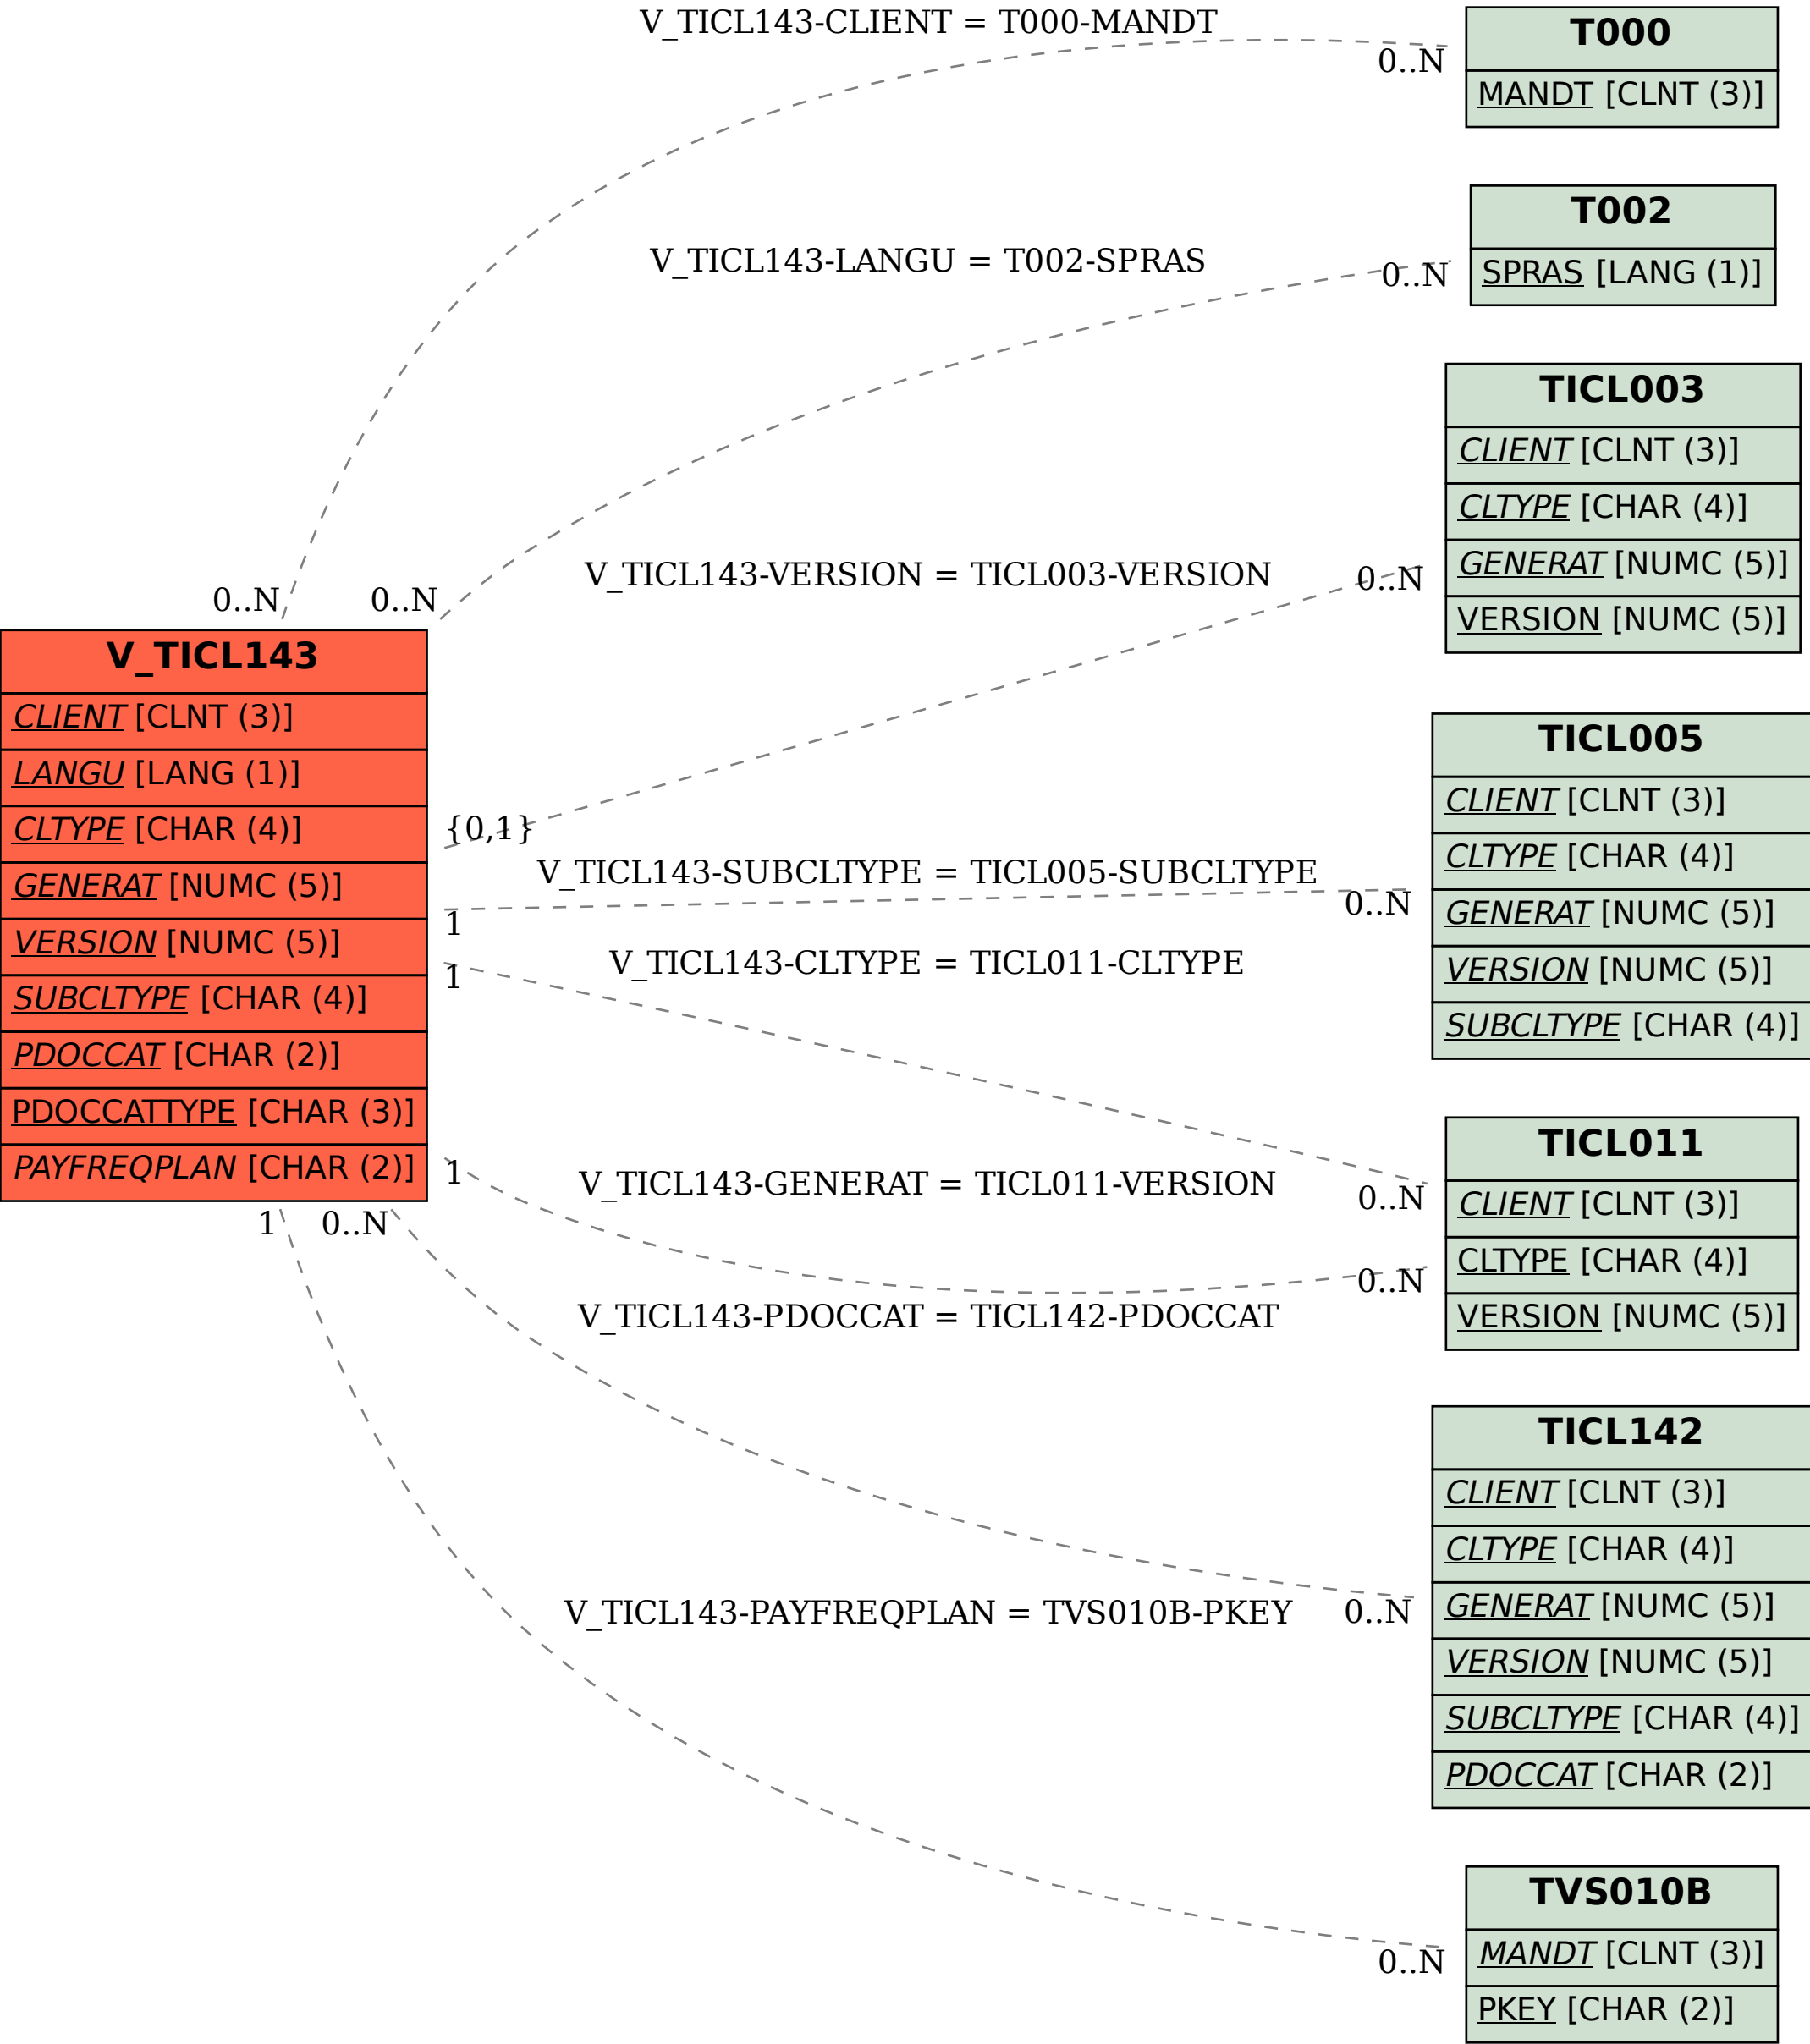 V_TICL143-CLIENT = T000-MANDT
0..N
0..N
T000
MANDT [CLNT (3)]
V_TICL143-LANGU = T002-SPRAS
0..N
0..N
T002
SPRAS [LANG (1)]
V_TICL143-VERSION = TICL003-VERSION
0..N
{0,1}
TICL003
CLIENT [CLNT (3)]
CLTYPE [CHAR (4)]
GENERAT [NUMC (5)]
VERSION [NUMC (5)]
V_TICL143
CLIENT [CLNT (3)]
LANGU [LANG (1)]
CLTYPE [CHAR (4)]
GENERAT [NUMC (5)]
VERSION [NUMC (5)]
SUBCLTYPE [CHAR (4)]
PDOCCAT [CHAR (2)]
PDOCCATTYPE [CHAR (3)]
PAYFREQPLAN [CHAR (2)]
V_TICL143-SUBCLTYPE = TICL005-SUBCLTYPE
1
0..N
TICL005
CLIENT [CLNT (3)]
CLTYPE [CHAR (4)]
GENERAT [NUMC (5)]
VERSION [NUMC (5)]
SUBCLTYPE [CHAR (4)]
V_TICL143-CLTYPE = TICL011-CLTYPE
1
0..N
V_TICL143-GENERAT = TICL011-VERSION
1
0..N
TICL011
CLIENT [CLNT (3)]
CLTYPE [CHAR (4)]
VERSION [NUMC (5)]
V_TICL143-PDOCCAT = TICL142-PDOCCAT
0..N
0..N
TICL142
CLIENT [CLNT (3)]
CLTYPE [CHAR (4)]
GENERAT [NUMC (5)]
VERSION [NUMC (5)]
SUBCLTYPE [CHAR (4)]
PDOCCAT [CHAR (2)]
V_TICL143-PAYFREQPLAN = TVS010B-PKEY
1
0..N
TVS010B
MANDT [CLNT (3)]
PKEY [CHAR (2)]